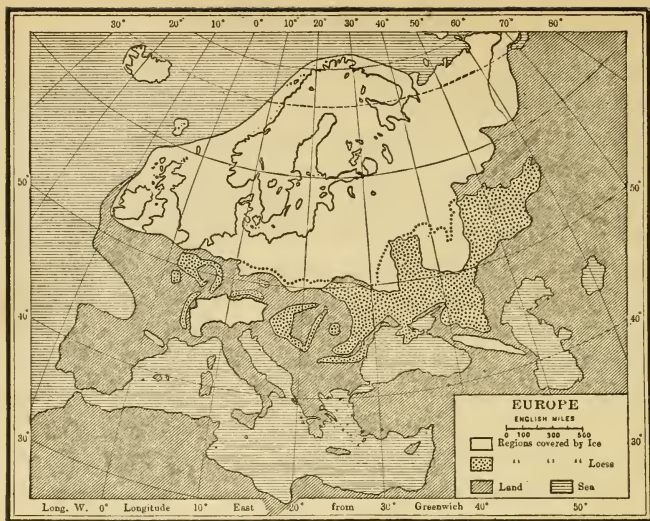 30° 20° 10° 0° 10° 20° 30° 40° 50° 60° 70° 80°
50° 50°
40° 40°
30° 30°
EUROPE
ENGLISH MILES
0 100 300 500
Regions covered by Ice
" " " Loess
Land Sea
Long. W. 0° Longitude 10° East 20° from 30° Greenwich 40° 50°